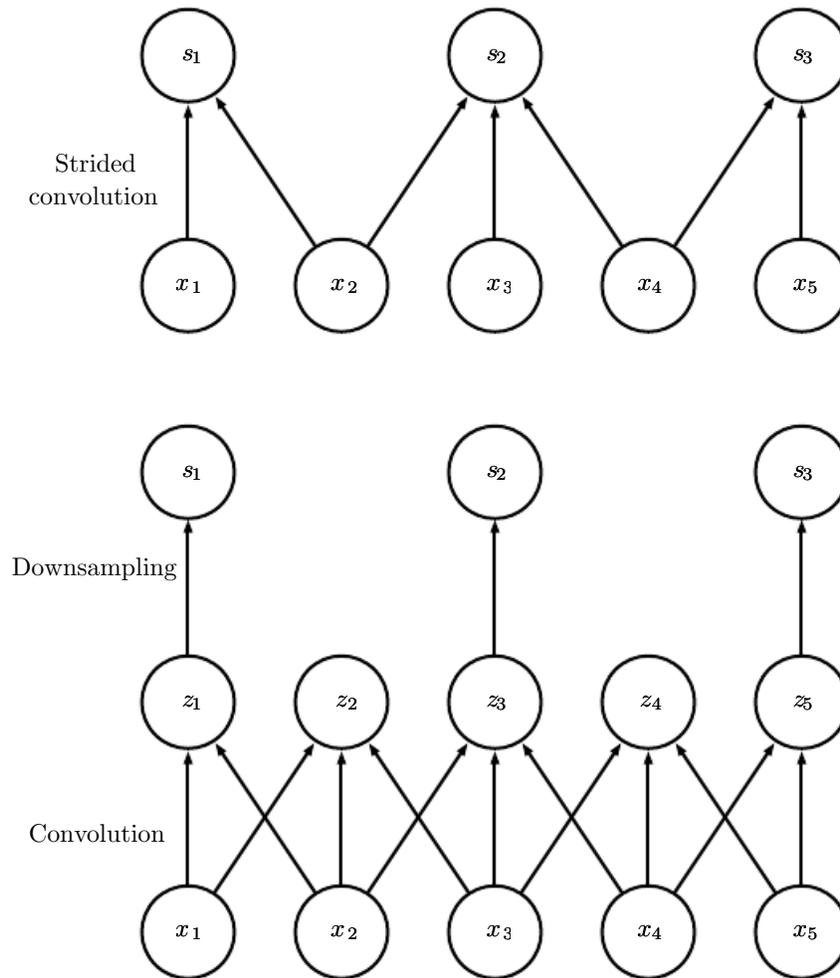 s₁ s₂ s₃
Strided
convolution
x₁ x₂ x₃ x₄ x₅
s₁ s₂ s₃
Downsampling
z₁ z₂ z₃ z₄ z₅
Convolution
x₁ x₂ x₃ x₄ x₅